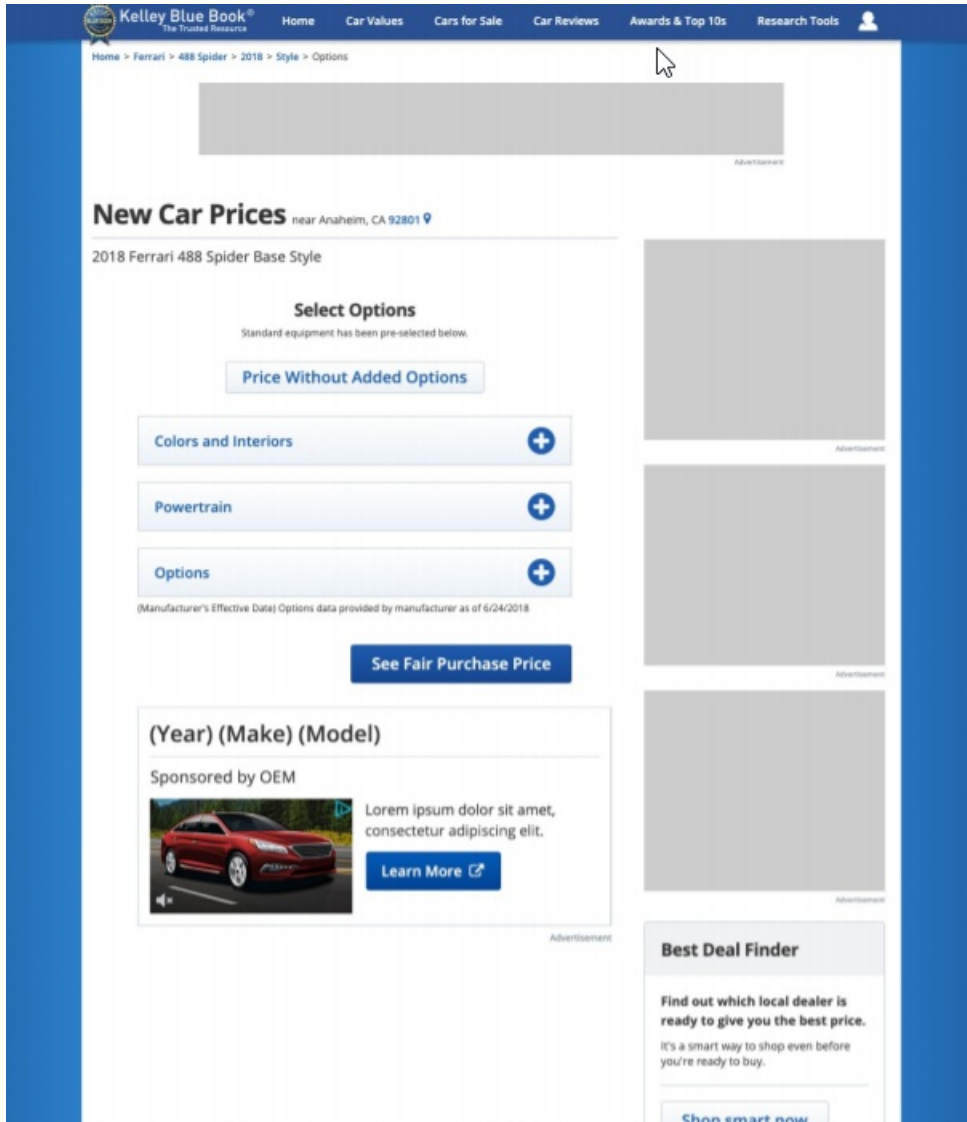 Kelley Blue Book®
The Trusted Resource
Home
Car Values
Cars for Sale
Car Reviews
Awards & Top 10s
Research Tools
Home > Ferrari > 488 Spider > 2018 > Style > Options
Advertisement
New Car Prices near Anaheim, CA 92801
2018 Ferrari 488 Spider Base Style
Select Options
Standard equipment has been pre-selected below.
Price Without Added Options
Colors and Interiors
Advertisement
Powertrain
Options
(Manufacturer's Effective Date) Options data provided by manufacturer as of 6/24/2018
See Fair Purchase Price
Advertisement
(Year) (Make) (Model)
Sponsored by OEM
Lorem ipsum dolor sit amet,
consectetur adipiscing elit.
Learn More
Advertisement
Advertisement
Best Deal Finder
Find out which local dealer is
ready to give you the best price.
It's a smart way to shop even before
you're ready to buy.
Shop smart now